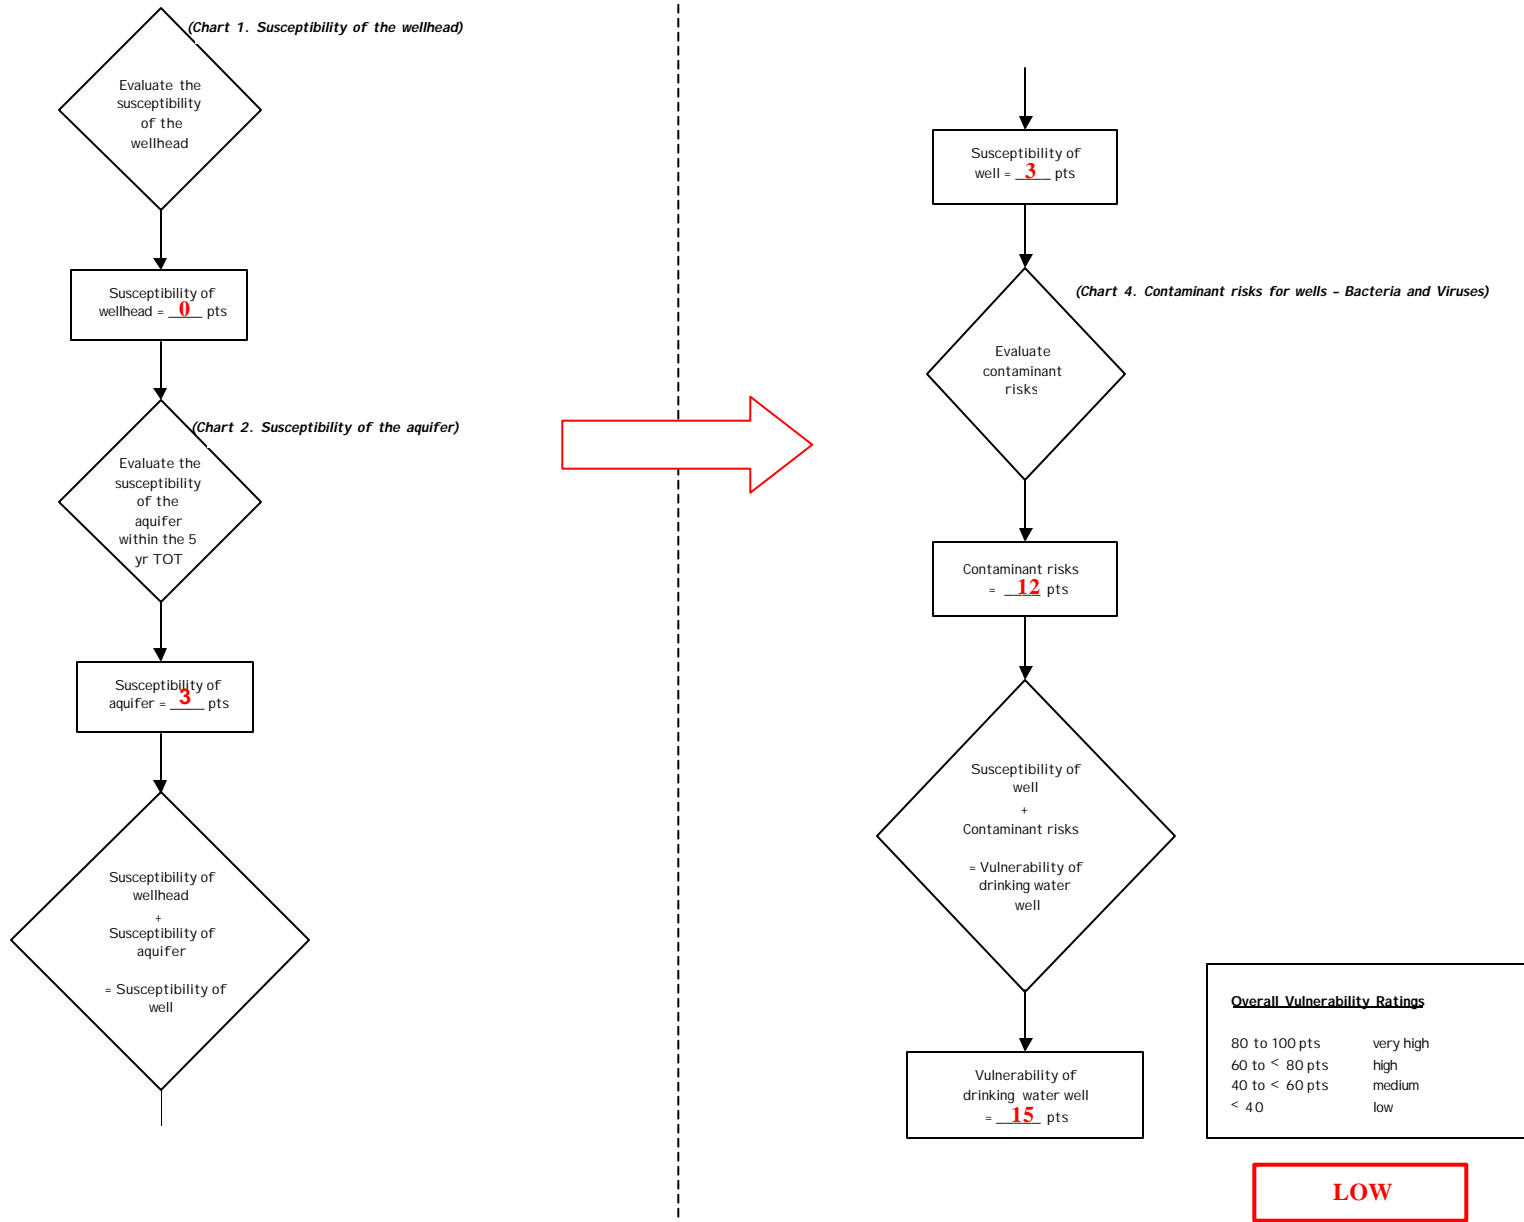 (Chart 1. Susceptibility of the wellhead)
Evaluate the
susceptibility
of the
wellhead
Susceptibility of
wellhead = 0 pts
(Chart 2. Susceptibility of the aquifer)
Evaluate the
susceptibility
of the
aquifer
within the 5
yr TOT
Susceptibility of
aquifer = 3 pts
Susceptibility of
wellhead
+
Susceptibility of
aquifer
= Susceptibility of
well
Susceptibility of
well = 3 pts
(Chart 4. Contaminant risks for wells – Bacteria and Viruses)
Evaluate
contaminant
risks
Contaminant risks
= 12 pts
Susceptibility of
well
+
Contaminant risks
= Vulnerability of
drinking water
well
Vulnerability of
drinking water well
= 15 pts
Overall Vulnerability Ratings
80 to 100 pts very high
60 to < 80 pts high
40 to < 60 pts medium
< 40 low
LOW